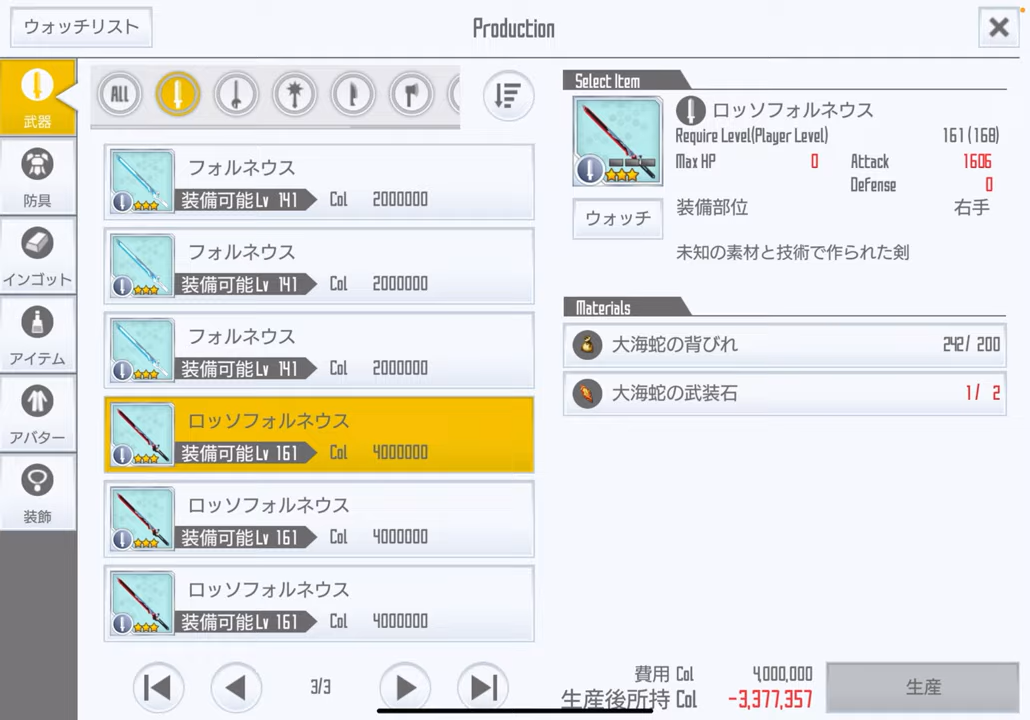 ウォッチリスト
Production
武器
防具
インゴット
アイテム
アバター
装飾
ALL
フォルネウス
装備可能Lv 141 Col 2000000
フォルネウス
装備可能Lv 141 Col 2000000
フォルネウス
装備可能Lv 141 Col 2000000
ロッソフォルネウス
装備可能Lv 161 Col 4000000
ロッソフォルネウス
装備可能Lv 161 Col 4000000
ロッソフォルネウス
装備可能Lv 161 Col 4000000
3/3
Select Item
ロッソフォルネウス
Require Level(Player Level) 161(168)
Max HP 0 Attack 1606
Defense 0
ウォッチ
装備部位 右手
未知の素材と技術で作られた剣
Materials
大海蛇の背びれ 242/ 200
大海蛇の武装石 1/ 2
費用 Col 4,000,000
生産後所持 Col -3,377,357
生産